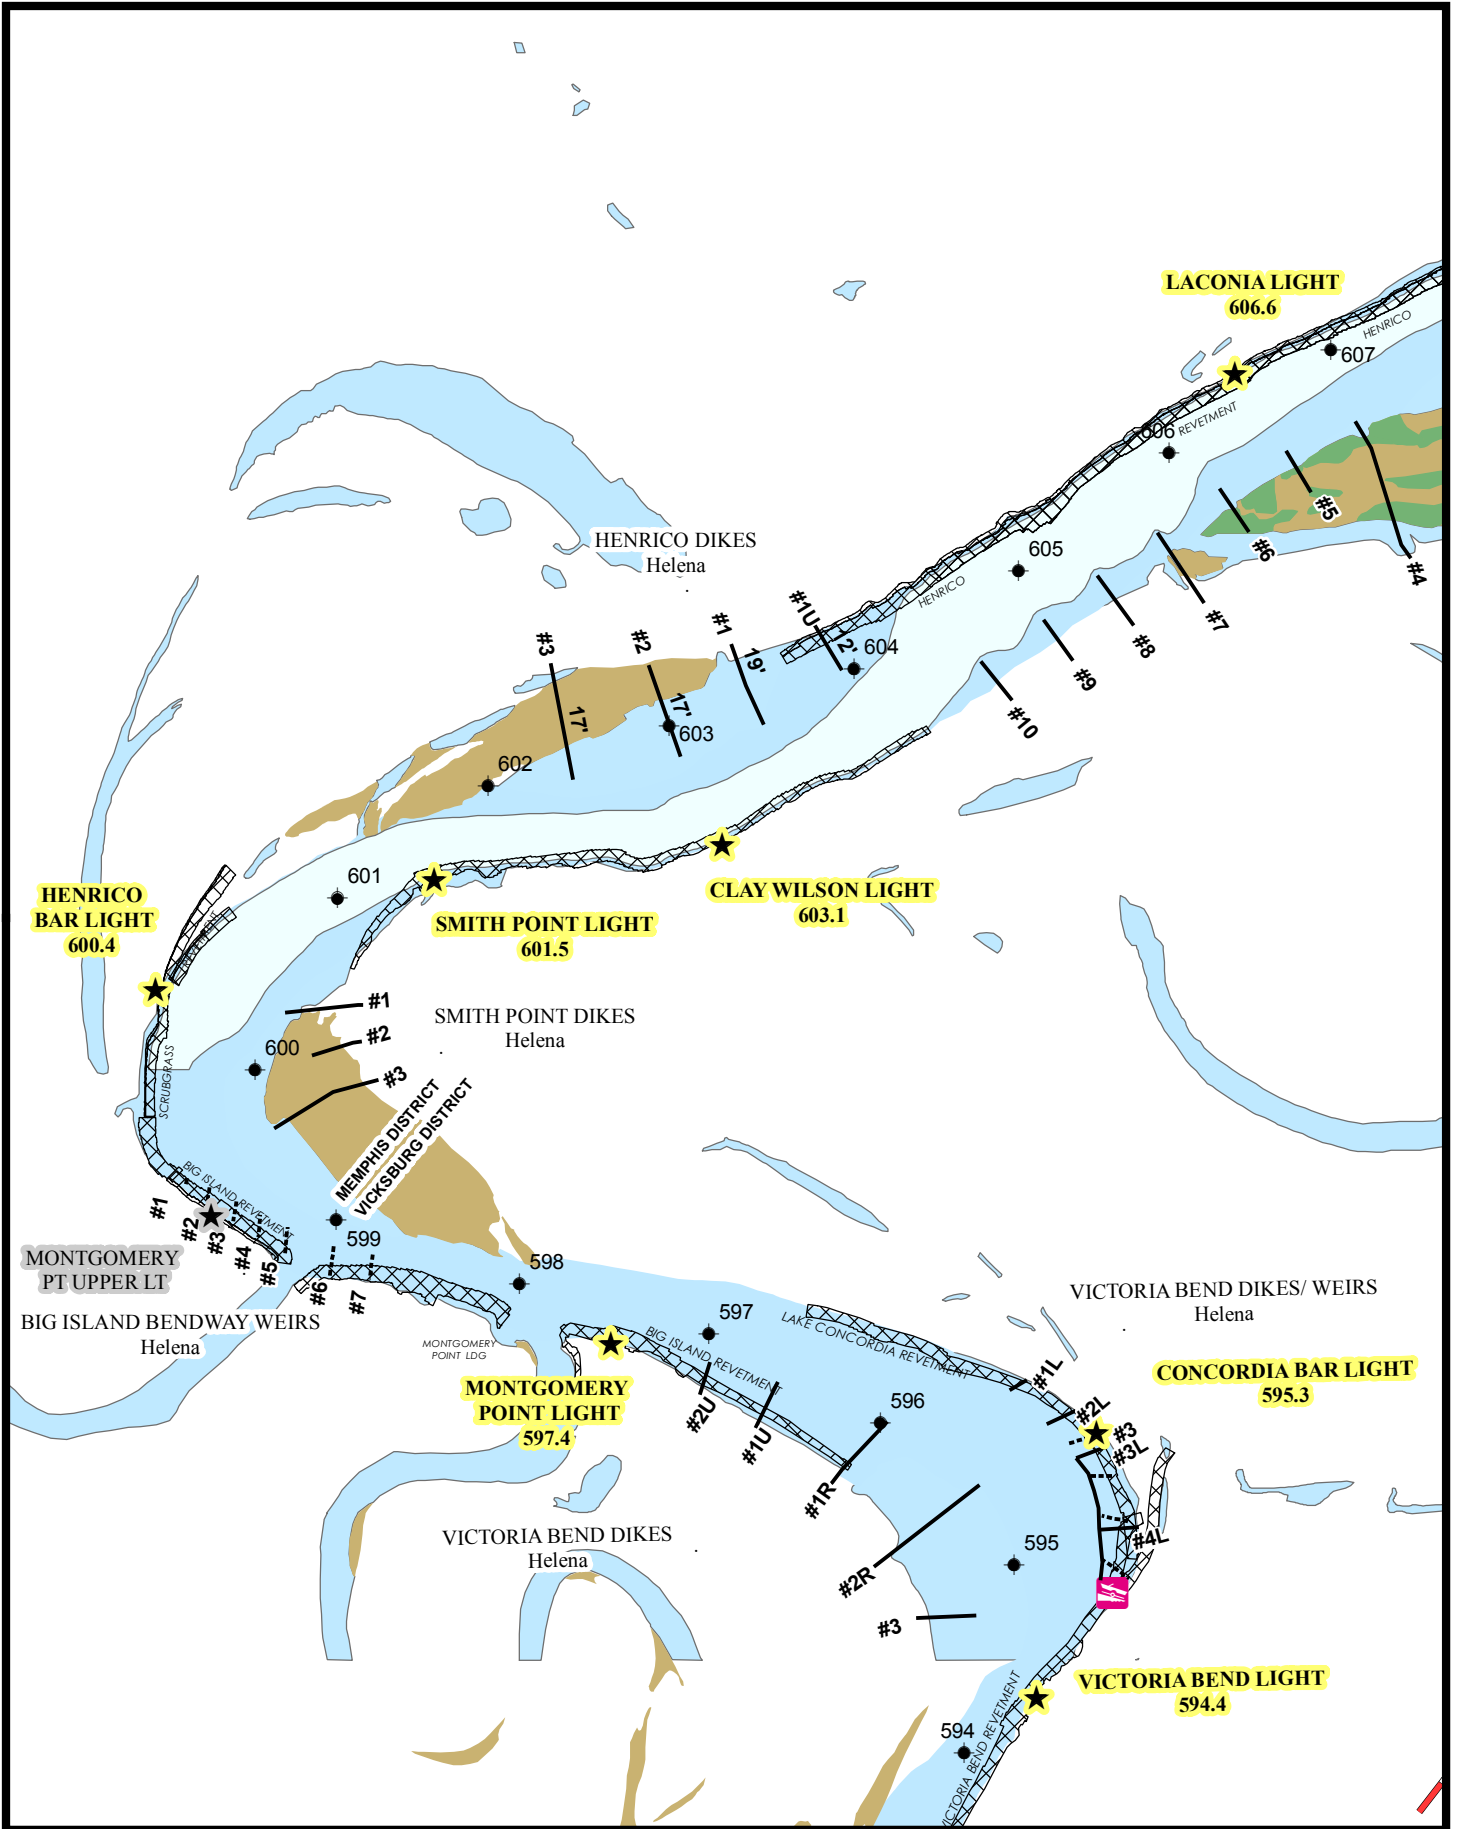 LACONIA LIGHT
606.6
HENRICO
607
606
REVETMENT
#5
#6
#4
HENRICO DIKES
Helena
605
HENRICO
#7
#8
#9
#10
#1U
12'
604
#1
19'
#2
17'
603
#3
17'
602
601
HENRICO
BAR LIGHT
600.4
REVETMENT
CLAY WILSON LIGHT
603.1
SMITH POINT LIGHT
601.5
SMITH POINT DIKES
Helena
#1
#2
#3
600
SCRUBGRASS
MEMPHIS DISTRICT
VICKSBURG DISTRICT
BIG ISLAND REVETMENT
#1
#2
#3
#4
#5
#6
#7
599
598
MONTGOMERY
PT UPPER LT
BIG ISLAND BENDWAY WEIRS
Helena
MONTGOMERY
POINT LDG
597
BIG ISLAND REVETMENT
LAKE CONCORDIA REVETMENT
VICTORIA BEND DIKES/ WEIRS
Helena
MONTGOMERY
POINT LIGHT
597.4
#2U
#1U
#1R
596
#1L
#2L
#3
#3L
#4L
CONCORDIA BAR LIGHT
595.3
VICTORIA BEND DIKES
Helena
#2R
595
#3
VICTORIA BEND LIGHT
594.4
594
VICTORIA BEND REVETMENT